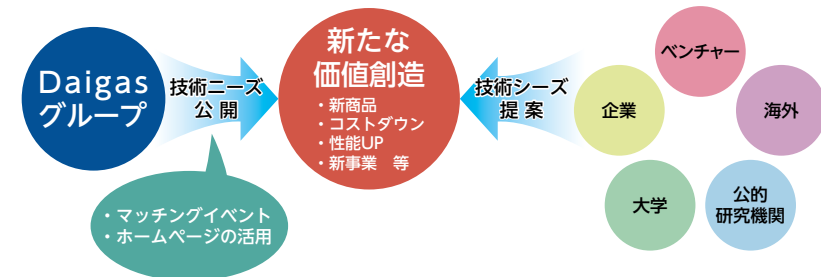 Daigas
グループ
技術ニーズ
公 開
新たな
価値創造
・新商品
・コストダウン
・性能UP
・新事業　等
技術シーズ
提 案
ベンチャー
企業
海外
大学
公的
研究機関
・マッチングイベント
・ホームページの活用